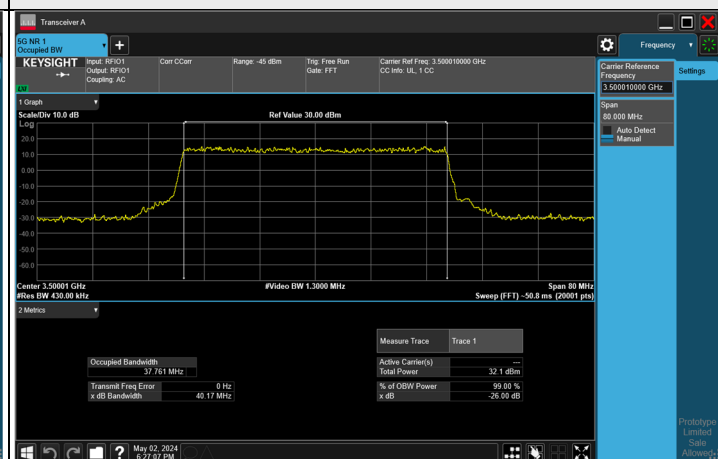 Transceiver A
5G NR 1
Occupied BW
KEYSIGHT
LXI
Input: RFIO1
Output: RFIO1
Coupling: AC
Corr CCorr
Range: -45 dBm
Trig: Free Run
Gate: FFT
Carrier Ref Freq: 3.500010000 GHz
CC Info: UL, 1 CC
Frequency
Carrier Reference
Frequency
3.500010000 GHz
Settings
Span
80.000 MHz
Auto Detect
Manual
1 Graph
Scale/Div 10.0 dB
Ref Value 30.00 dBm
Log
20.0
10.0
0.00
-10.0
-20.0
-30.0
-40.0
-50.0
-60.0
Center 3.50001 GHz
#Video BW 1.3000 MHz
Span 80 MHz
#Res BW 430.00 kHz
Sweep (FFT) ~50.8 ms (20001 pts)
2 Metrics
Measure Trace
Trace 1
Occupied Bandwidth
37.761 MHz
Active Carrier(s)
---
Total Power
32.1 dBm
Transmit Freq Error
0 Hz
% of OBW Power
99.00 %
x dB Bandwidth
40.17 MHz
x dB
-26.00 dB
Prototype
Limited
Sale
Allowed
?
May 02, 2024
6:27:07 PM